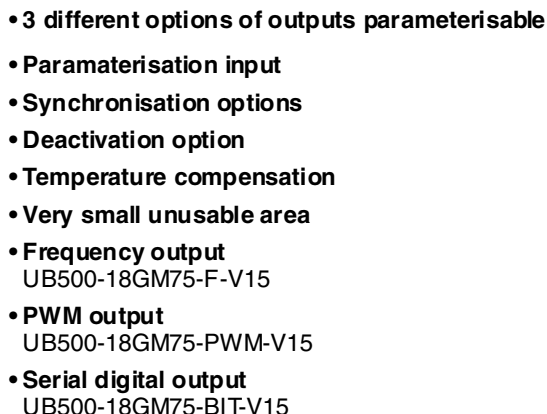 • 3 different options of outputs parameterisable
• Paramaterisation input
• Synchronisation options
• Deactivation option
• Temperature compensation
• Very small unusable area
• Frequency output
UB500-18GM75-F-V15
• PWM output
UB500-18GM75-PWM-V15
• Serial digital output
UB500-18GM75-BIT-V15